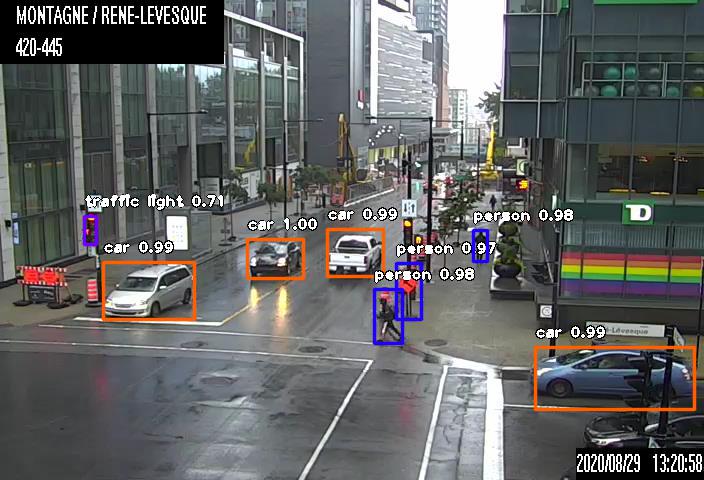 MONTAGNE / RENE-LEVESQUE
420-445
traffic light 0.71
car 0.99
car 1.00
car 0.99
person 0.98
person 0.97
person 0.98
TD
car 0.99
-Lévesque
2020/08/29 13:20:58